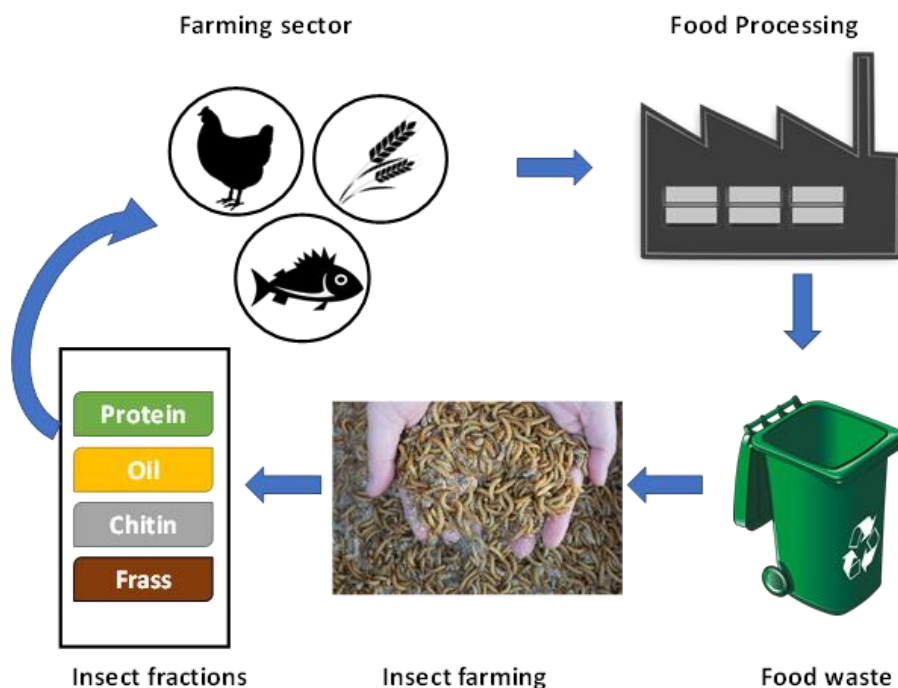 Farming sector
Food Processing
Protein
Oil
Chitin
Frass
Insect fractions
Insect farming
Food waste